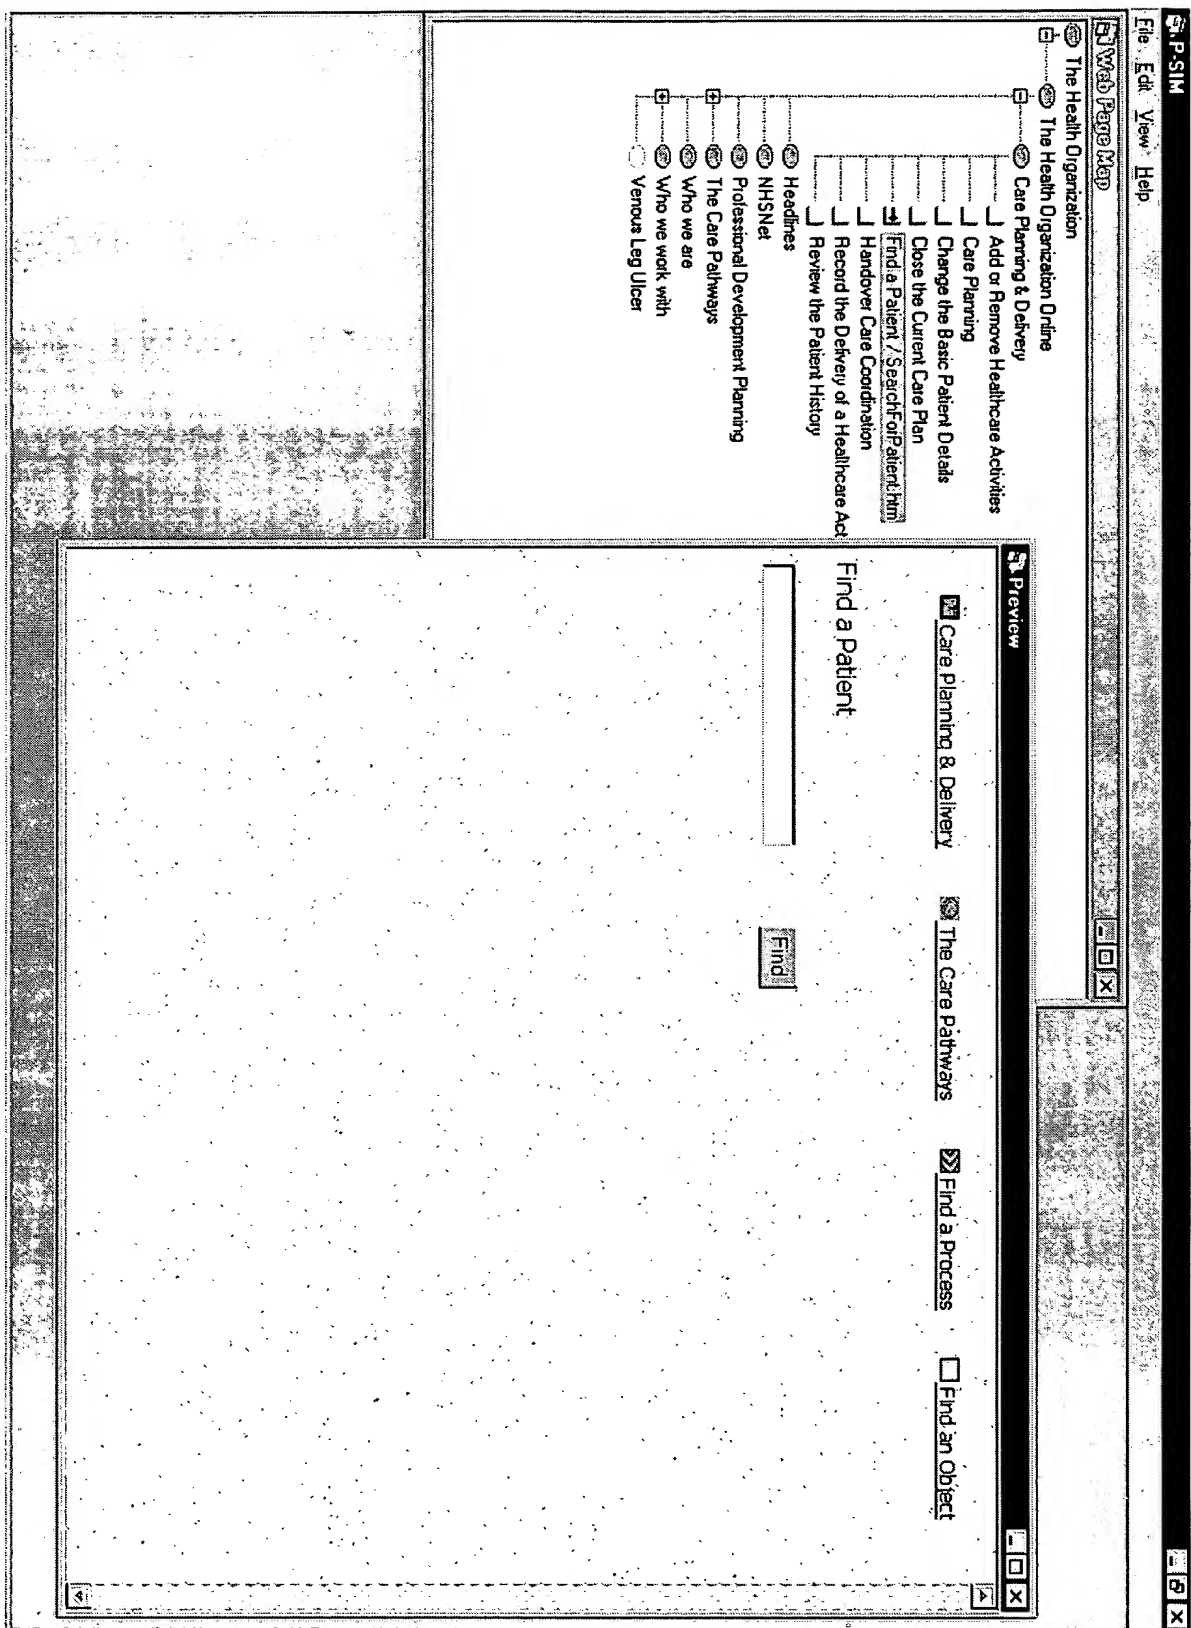 P-SIM
File Edit View Help
Web Page Map
The Health Organization
The Health Organization Online
Care Planning & Delivery
Add or Remove Healthcare Activities
Care Planning
Change the Basic Patient Details
Close the Current Care Plan
Find a Patient / SearchForPatient.htm
Handover Care Coordination
Record the Delivery of a Healthcare Act
Review the Patient History
Headlines
NHSNet
Professional Development Planning
The Care Pathways
Who we are
Who we work with
Venous Leg Ulcer
Preview
Care Planning & Delivery The Care Pathways Find a Process Find an Object
Find a Patient
Find